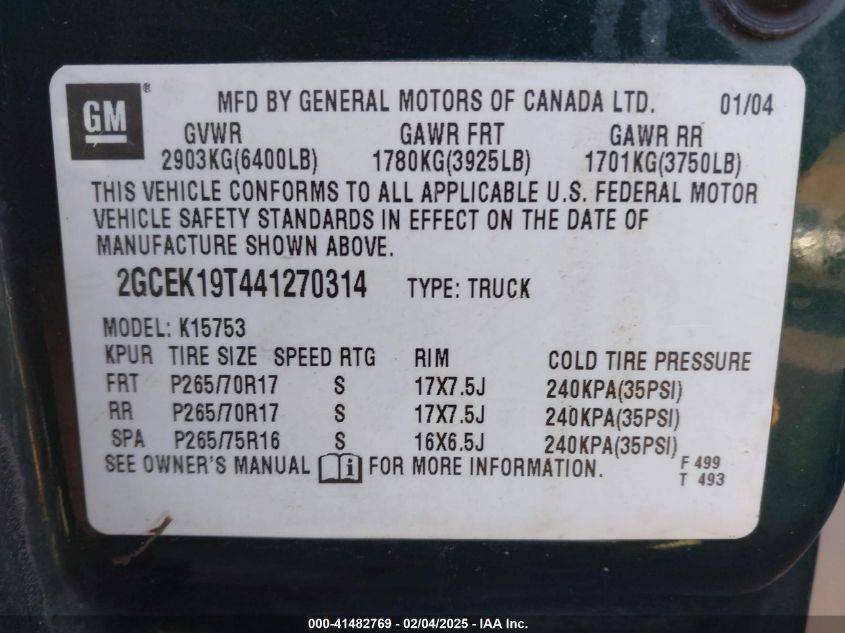 GM®
MFD BY GENERAL MOTORS OF CANADA LTD. 01/04
GVWR GAWR FRT GAWR RR
2903KG(6400LB) 1780KG(3925LB) 1701KG(3750LB)
THIS VEHICLE CONFORMS TO ALL APPLICABLE U.S. FEDERAL MOTOR
VEHICLE SAFETY STANDARDS IN EFFECT ON THE DATE OF
MANUFACTURE SHOWN ABOVE.
2GCEK19T441270314 TYPE: TRUCK
MODEL: K15753
KPUR TIRE SIZE SPEED RTG RIM COLD TIRE PRESSURE
FRT P265/70R17 S 17X7.5J 240KPA(35PSI)
RR P265/70R17 S 17X7.5J 240KPA(35PSI)
SPA P265/75R16 S 16X6.5J 240KPA(35PSI)
SEE OWNER'S MANUAL i FOR MORE INFORMATION.
F 499
T 493
000-41482769 - 02/04/2025 - IAA Inc.